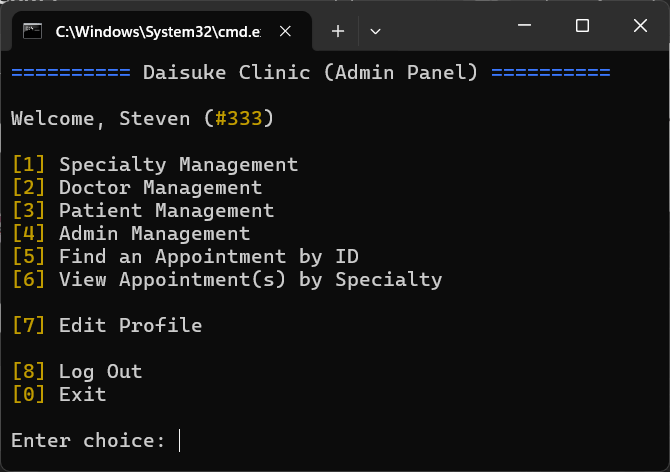 C:\Windows\System32\cmd.e
========== Daisuke Clinic (Admin Panel) ==========
Welcome, Steven (#333)
[1] Specialty Management
[2] Doctor Management
[3] Patient Management
[4] Admin Management
[5] Find an Appointment by ID
[6] View Appointment(s) by Specialty
[7] Edit Profile
[8] Log Out
[0] Exit
Enter choice: